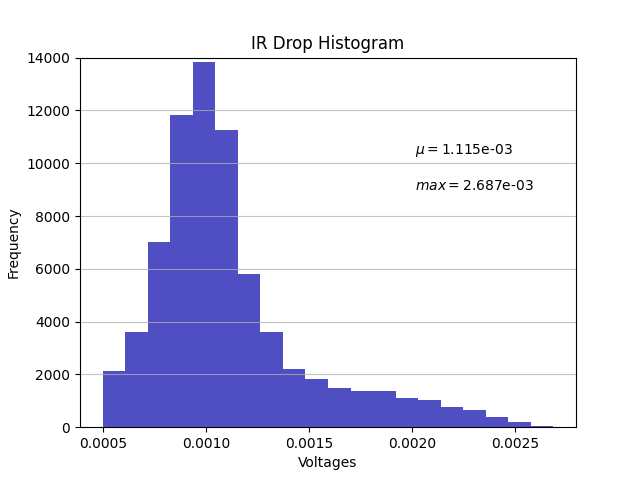 IR Drop Histogram
14000
12000
10000
8000
6000
4000
2000
0
Frequency
μ = 1.115e-03
max = 2.687e-03
0.0005 0.0010 0.0015 0.0020 0.0025
Voltages